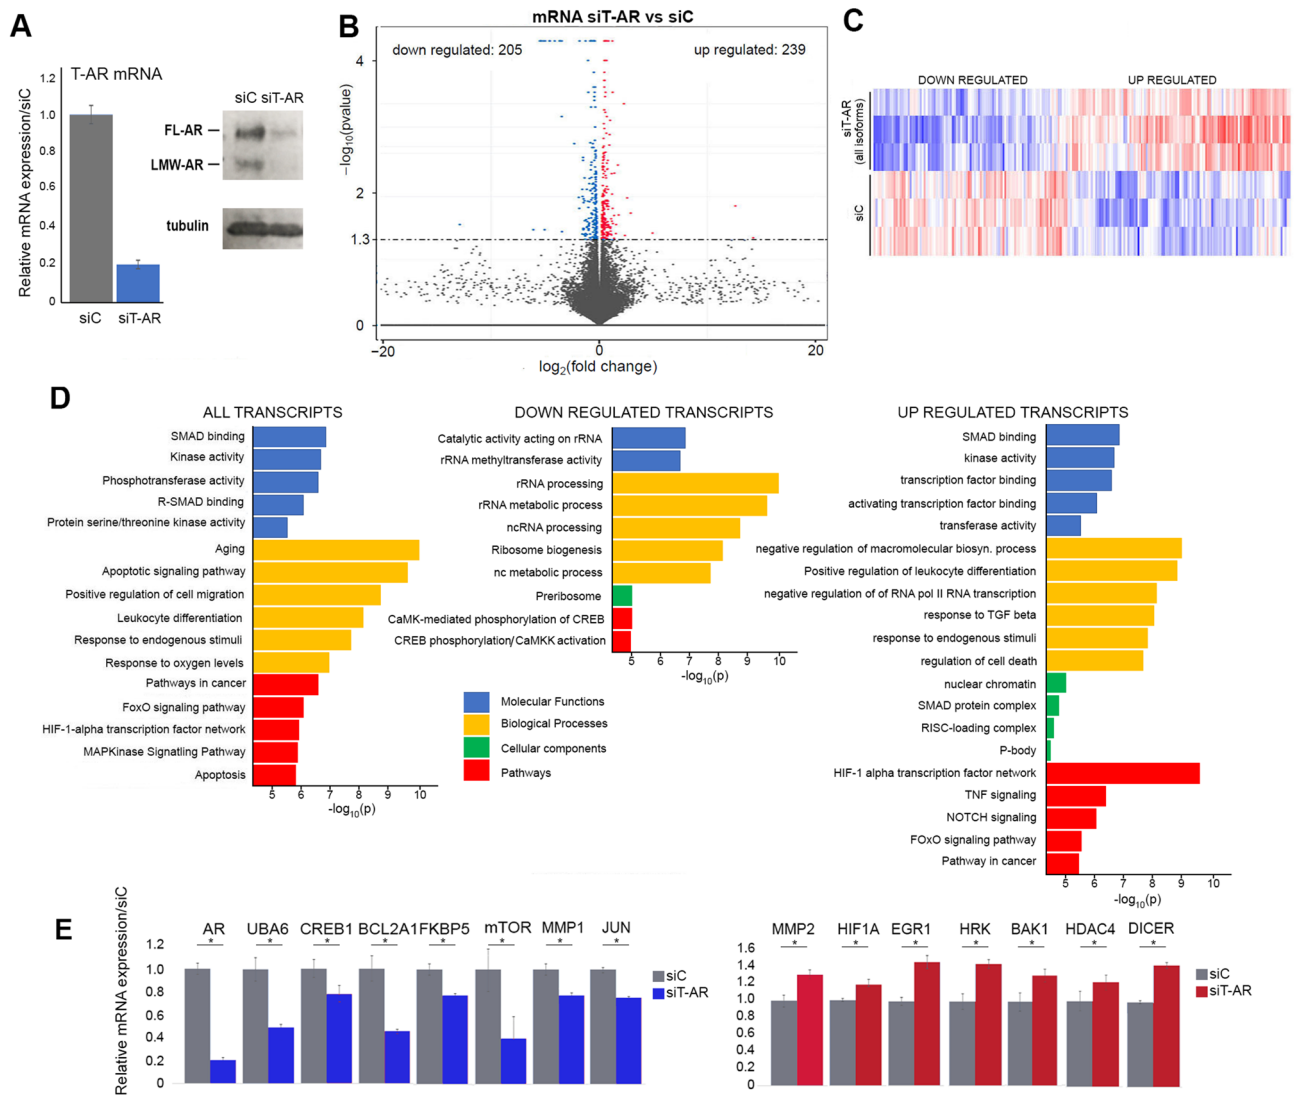 A
T-AR mRNA
Relative mRNA expression/siC
1.2
1.0
0.8
0.6
0.4
0.2
0
siC
siT-AR
siC siT-AR
FL-AR
LMW-AR
tubulin
B
mRNA siT-AR vs siC
down regulated: 205
up regulated: 239
−log10(pvalue)
4
2
1.3
0
−20
0
20
log2(fold change)
C
DOWN REGULATED
UP REGULATED
siT-AR
(all isoforms)
siC
D
ALL TRANSCRIPTS
SMAD binding
Kinase activity
Phosphotransferase activity
R-SMAD binding
Protein serine/threonine kinase activity
Aging
Apoptotic signaling pathway
Positive regulation of cell migration
Leukocyte differentiation
Response to endogenous stimuli
Response to oxygen levels
Pathways in cancer
FoxO signaling pathway
HIF-1-alpha transcription factor network
MAPKinase Signatling Pathway
Apoptosis
5 6 7 8 9 10
-log10(p)
DOWN REGULATED TRANSCRIPTS
Catalytic activity acting on rRNA
rRNA methyltransferase activity
rRNA processing
rRNA metabolic process
ncRNA processing
Ribosome biogenesis
nc metabolic process
Preribosome
CaMK-mediated phosphorylation of CREB
CREB phosphorylation/CaMKK activation
5 6 7 8 9 10
-log10(p)
Molecular Functions
Biological Processes
Cellular components
Pathways
UP REGULATED TRANSCRIPTS
SMAD binding
kinase activity
transcription factor binding
activating transcription factor binding
transferase activity
negative regulation of macromolecular biosyn. process
Positive regulation of leukocyte differentiation
negative regulation of of RNA pol II RNA transcription
response to TGF beta
response to endogenous stimuli
regulation of cell death
nuclear chromatin
SMAD protein complex
RISC-loading complex
P-body
HIF-1 alpha transcription factor network
TNF signaling
NOTCH signaling
FOxO signaling pathway
Pathway in cancer
5 6 7 8 9 10
-log10(p)
E
Relative mRNA expression/siC
1.2
1.0
0.8
0.6
0.4
0.2
0
AR UBA6 CREB1 BCL2A1 FKBP5 mTOR MMP1 JUN
* * * * * * * *
siC
siT-AR
1.6
1.4
1.2
1.0
0.8
0.6
0.4
0.2
0
MMP2 HIF1A EGR1 HRK BAK1 HDAC4 DICER
* * * * * * *
siC
siT-AR